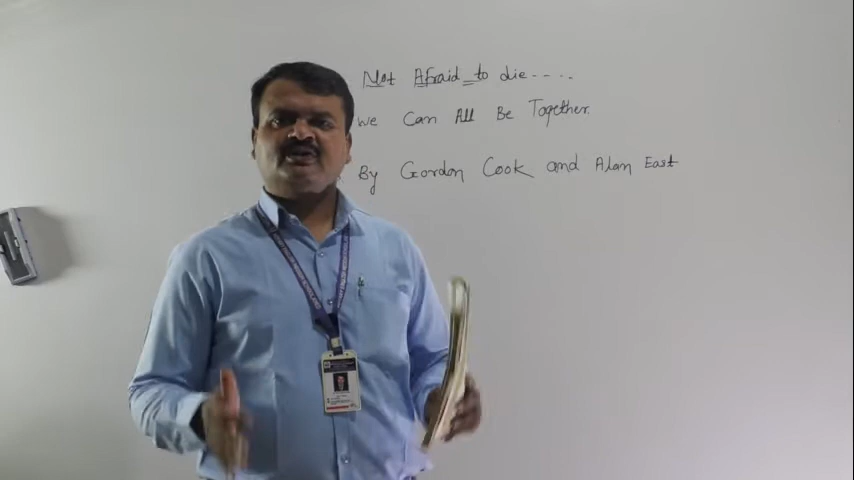 Not Afraid to die-----
We Can All Be Together.
By Gordon Cook and Alan East